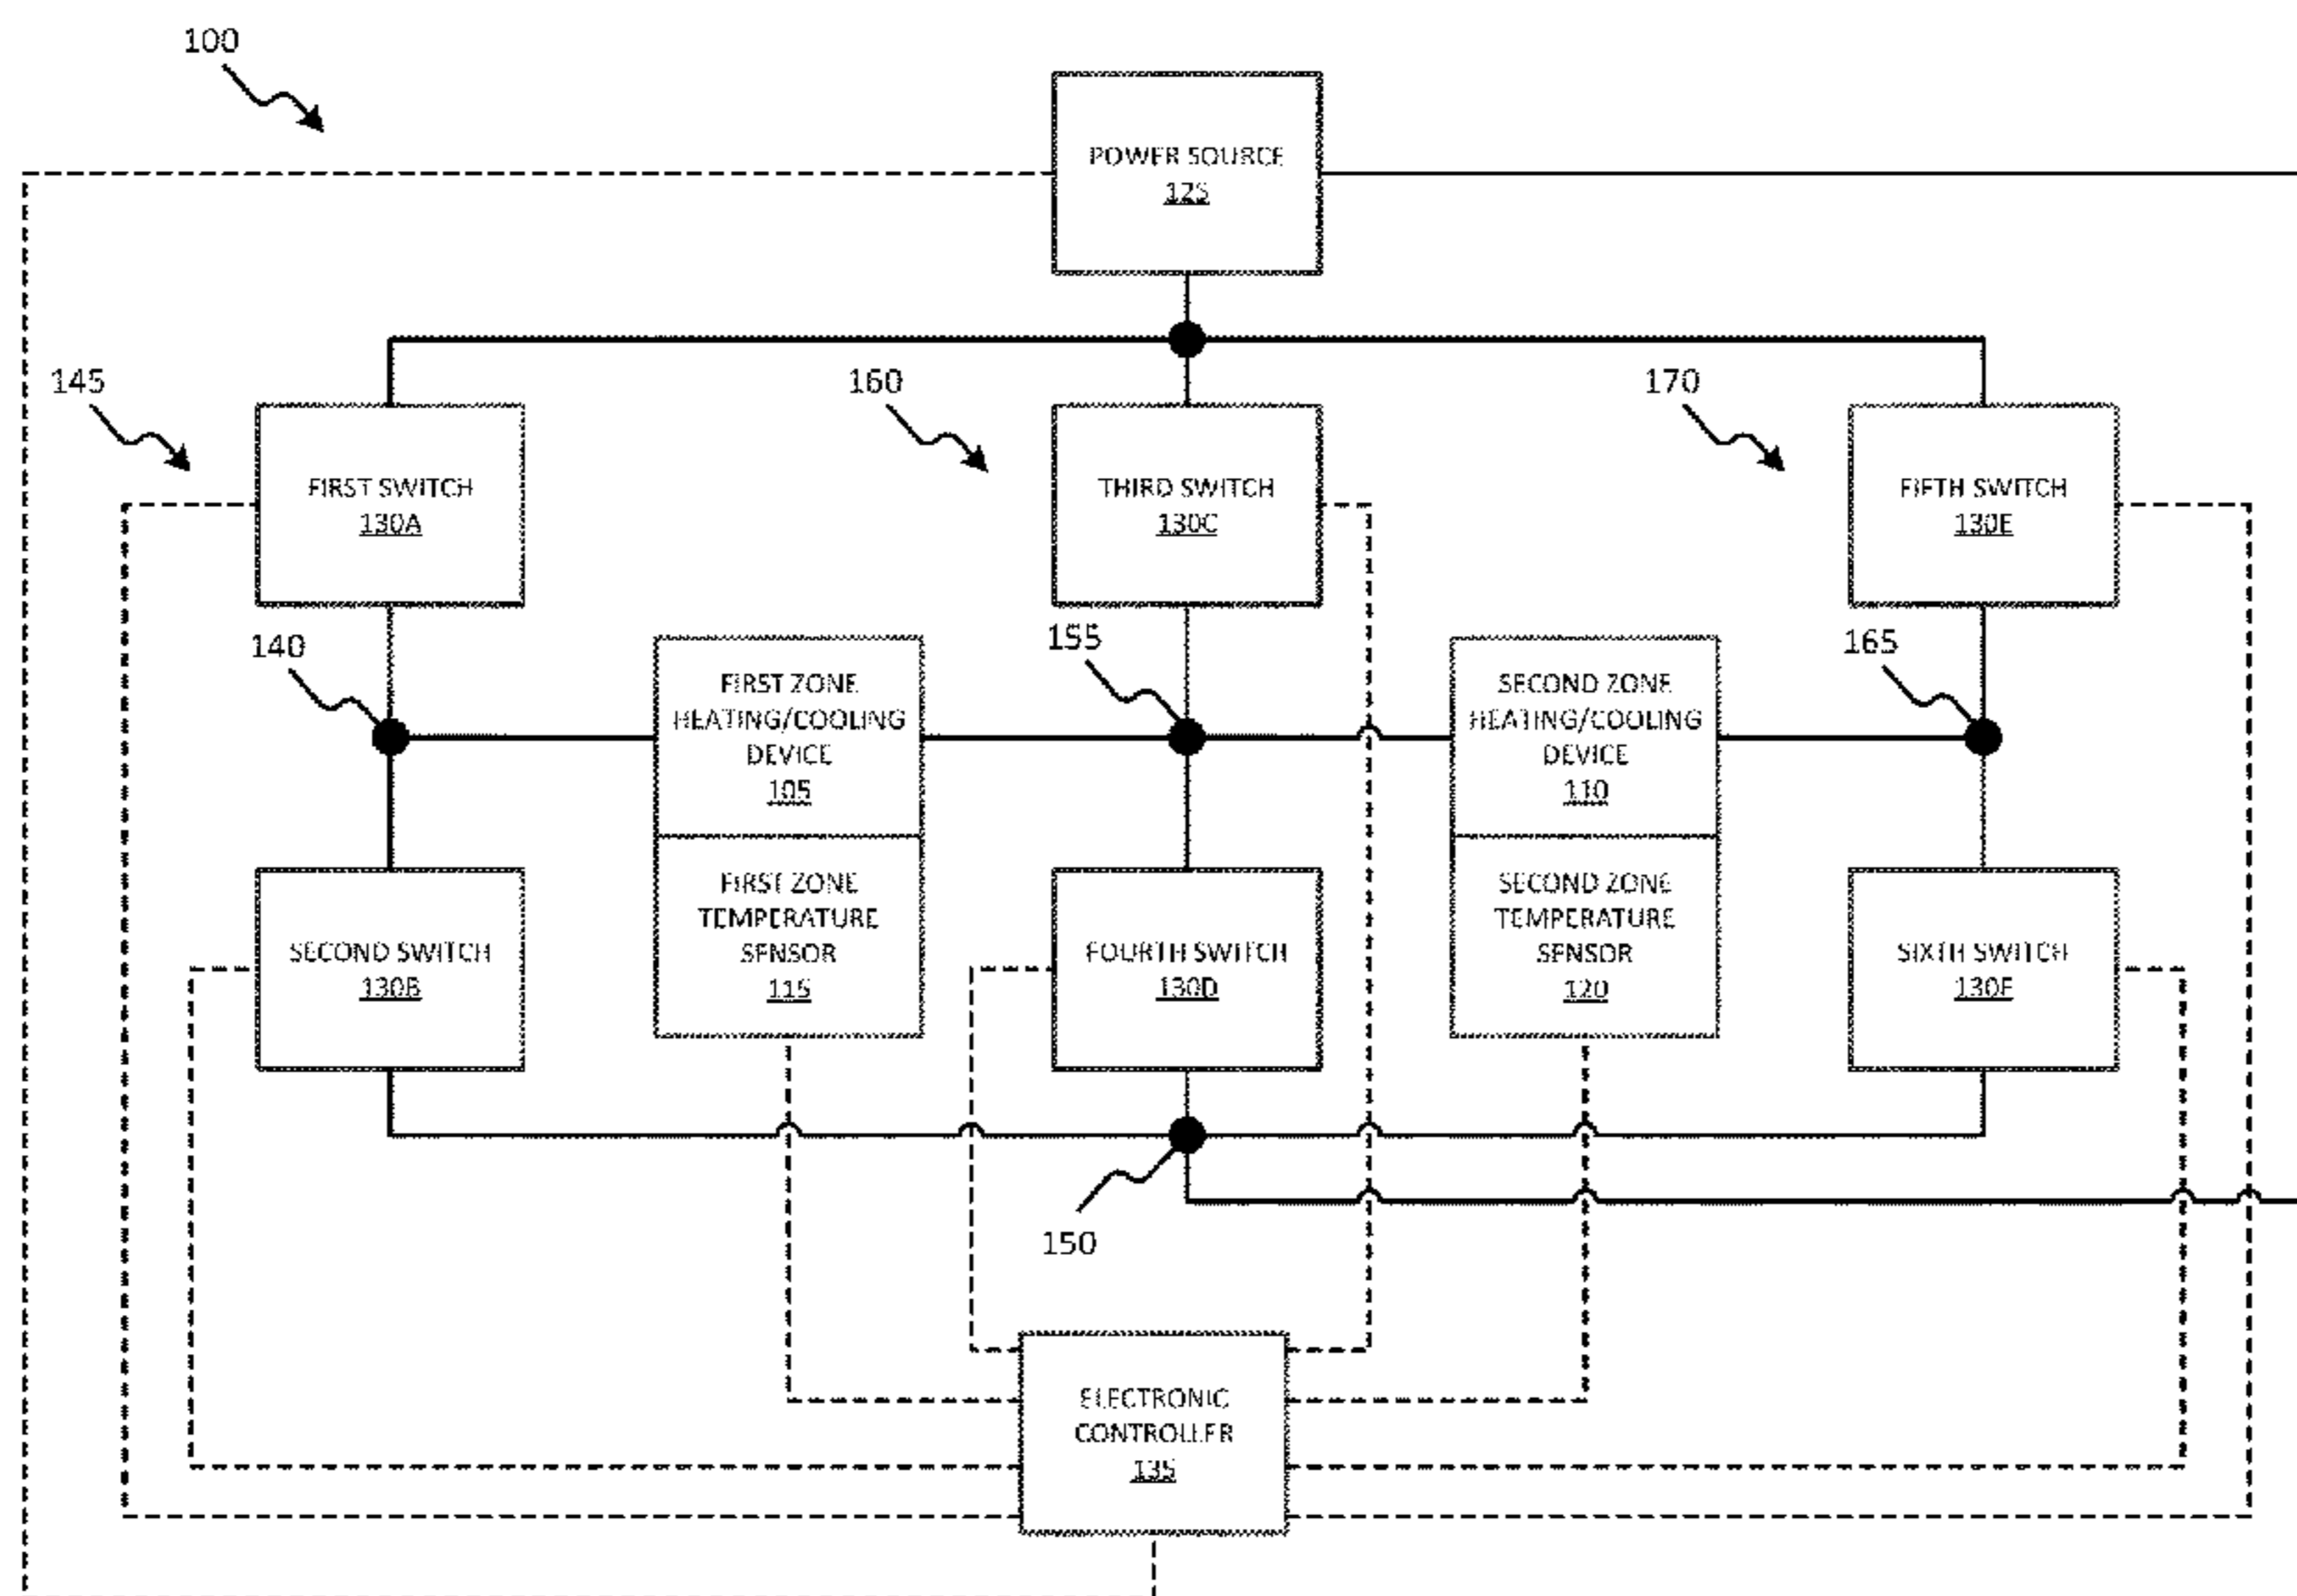 100
POWER SOURCE
125
145
160
170
FIRST SWITCH
130A
THIRD SWITCH
130C
FIFTH SWITCH
130E
140
155
165
FIRST ZONE
HEATING/COOLING
DEVICE
105
SECOND ZONE
HEATING/COOLING
DEVICE
110
SECOND SWITCH
130B
FIRST ZONE
TEMPERATURE
SENSOR
115
FOURTH SWITCH
130D
SECOND ZONE
TEMPERATURE
SENSOR
120
SIXTH SWITCH
130F
150
ELECTRONIC
CONTROLLER
135